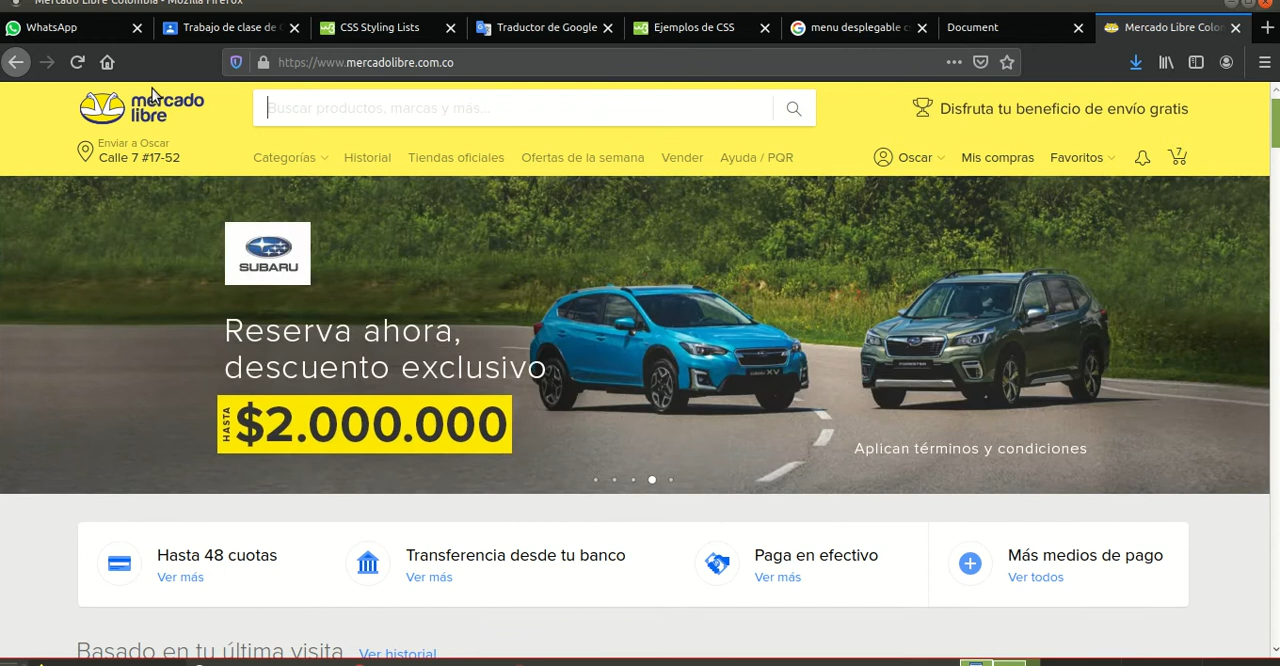 Mercado Libre Colombia - Mozilla Firefox
WhatsApp
Trabajo de clase de
CSS Styling Lists
Traductor de Google
Ejemplos de CSS
menu desplegable c
Document
Mercado Libre Colom
https://www.mercadolibre.com.co
mercado
libre
Buscar productos, marcas y más...
Disfruta tu beneficio de envío gratis
Enviar a Oscar
Calle 7 #17-52
Categorías
Historial
Tiendas oficiales
Ofertas de la semana
Vender
Ayuda / PQR
Oscar
Mis compras
Favoritos
7
SUBARU
Reserva ahora,
descuento exclusivo
HASTA
$2.000.000
SUBARU XV
FORESTER
Aplican términos y condiciones
Hasta 48 cuotas
Ver más
Transferencia desde tu banco
Ver más
Paga en efectivo
Ver más
Más medios de pago
Ver todos
Basado en tu última visita
Ver historial